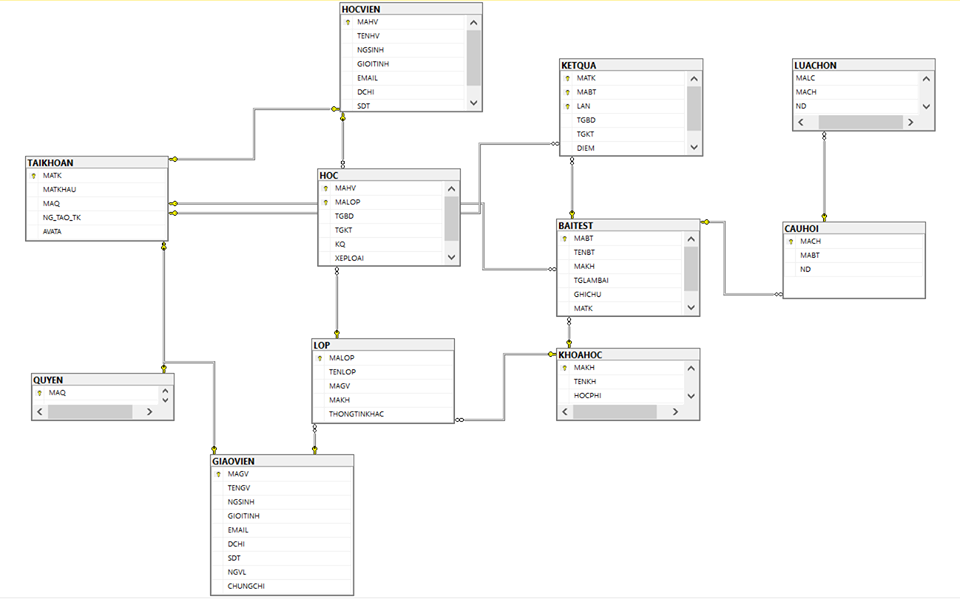 HOCVIEN
MAHV
TENHV
NGSINH
GIOITINH
EMAIL
DCHI
SDT
KETQUA
MATK
MABT
LAN
TGBD
TGKT
DIEM
LUACHON
MALC
MACH
ND
TAIKHOAN
MATK
MATKHAU
MAQ
NG_TAO_TK
AVATA
HOC
MAHV
MALOP
TGBD
TGKT
KQ
XEPLOAI
BAITEST
MABT
TENBT
MAKH
TGLAMBAI
GHICHU
MATK
CAUHOI
MACH
MABT
ND
LOP
MALOP
TENLOP
MAGV
MAKH
THONGTINKHAC
KHOAHOC
MAKH
TENKH
HOCPHI
QUYEN
MAQ
GIAOVIEN
MAGV
TENGV
NGSINH
GIOITINH
EMAIL
DCHI
SDT
NGVL
CHUNGCHI